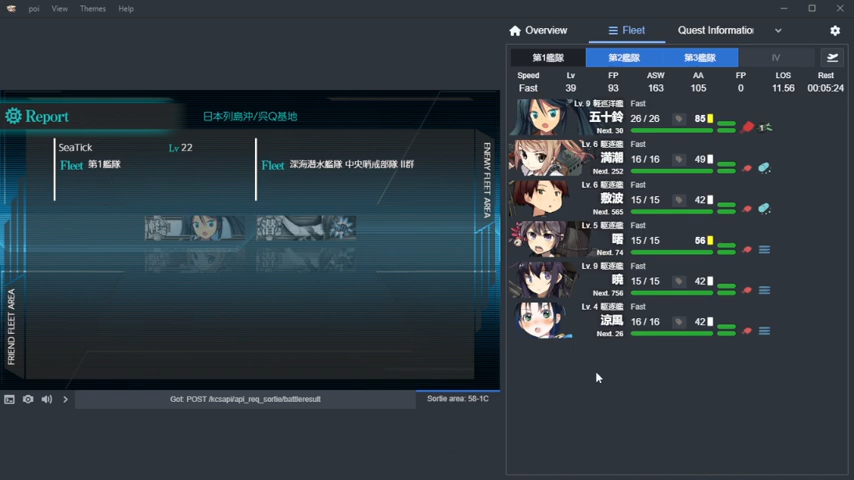 poi View Themes Help
Overview Fleet Quest Informatio
第1艦隊 第2艦隊 第3艦隊 IV
Speed Lv FP ASW AA FP LOS Rest
Fast 39 93 163 105 0 11.56 00:05:24
Report 日本列島沖/呉Q基地
SeaTick Lv 22
Fleet 第1艦隊
Fleet 深海潜水艦隊 中央哨戒部隊 II群
ENEMY FLEET AREA
FRIEND FLEET AREA
Lv. 9 軽巡洋艦 Fast
五十鈴 26 / 26 85
Next. 30
Lv. 6 駆逐艦 Fast
満潮 16 / 16 49
Next. 252
Lv. 6 駆逐艦 Fast
敷波 15 / 15 42
Next. 565
Lv. 5 駆逐艦 Fast
曙 15 / 15 56
Next. 74
Lv. 9 駆逐艦 Fast
暁 15 / 15 42
Next. 756
Lv. 4 駆逐艦 Fast
涼風 16 / 16 42
Next. 26
Got: POST /kcsapi/api_req_sortie/battleresult
Sortie area: 58-1C